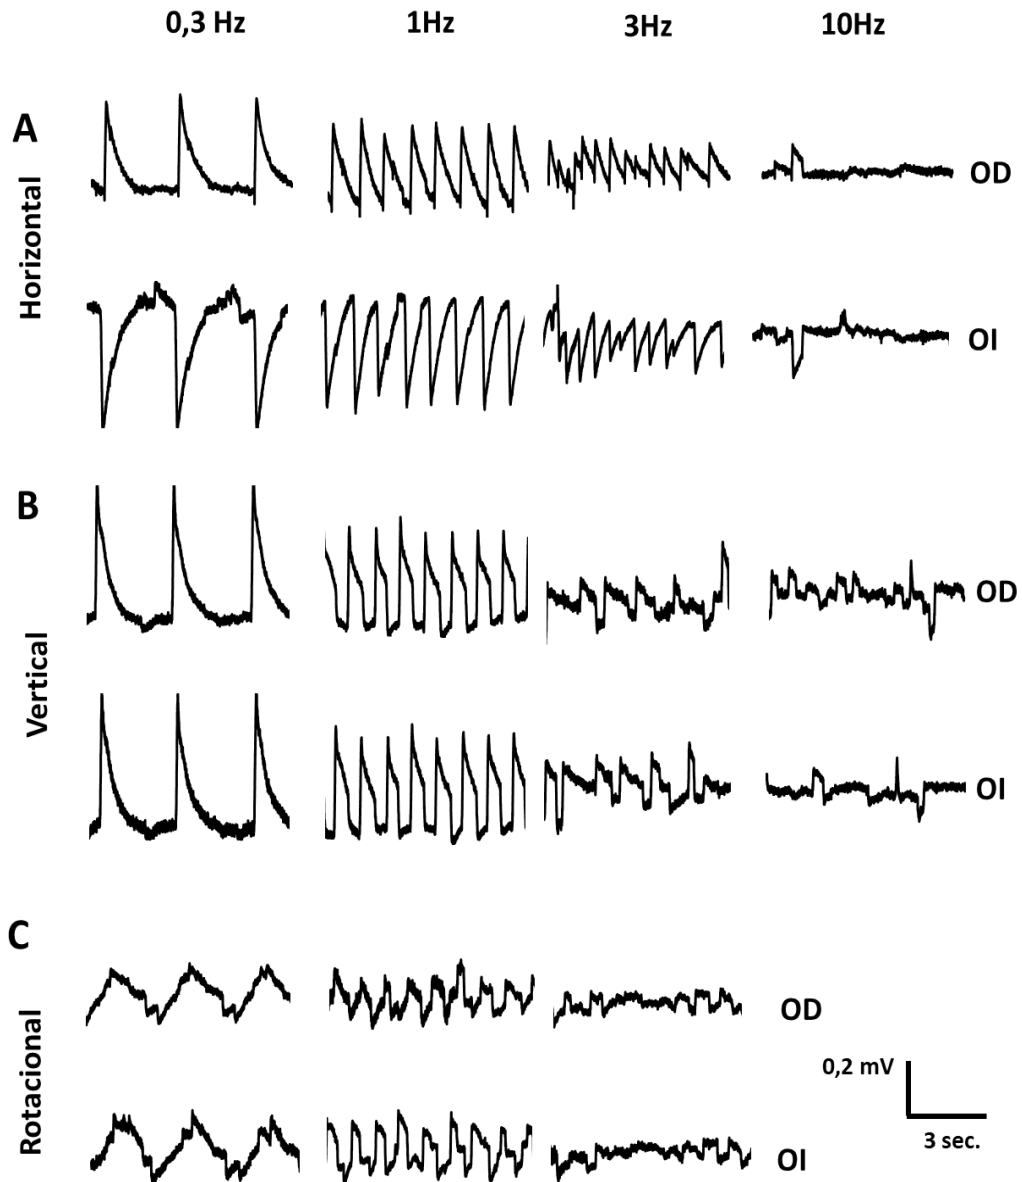 0,3 Hz 1Hz 3Hz 10Hz
A
Horizontal
OD
OI
B
Vertical
OD
OI
C
Rotacional
OD
0,2 mV
3 sec.
OI